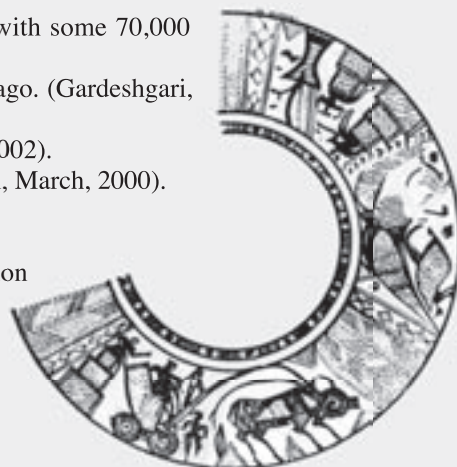 with some 70,000
ago. (Gardeshgari,
002).
, March, 2000).
on